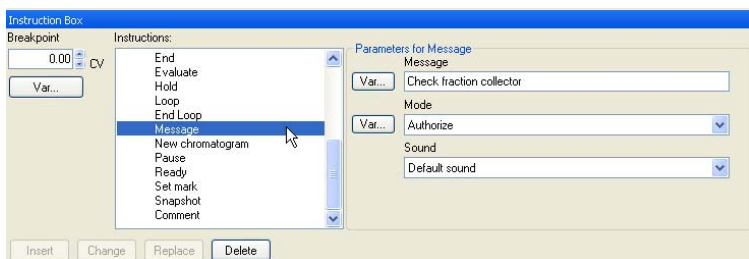 Instruction Box
Breakpoint
0.00
CV
Var...
Instructions:
End
Evaluate
Hold
Loop
End Loop
Message
New chromatogram
Pause
Ready
Set mark
Snapshot
Comment
Parameters for Message
Message
Var...
Check fraction collector
Mode
Var...
Authorize
Sound
Default sound
Insert
Change
Replace
Delete